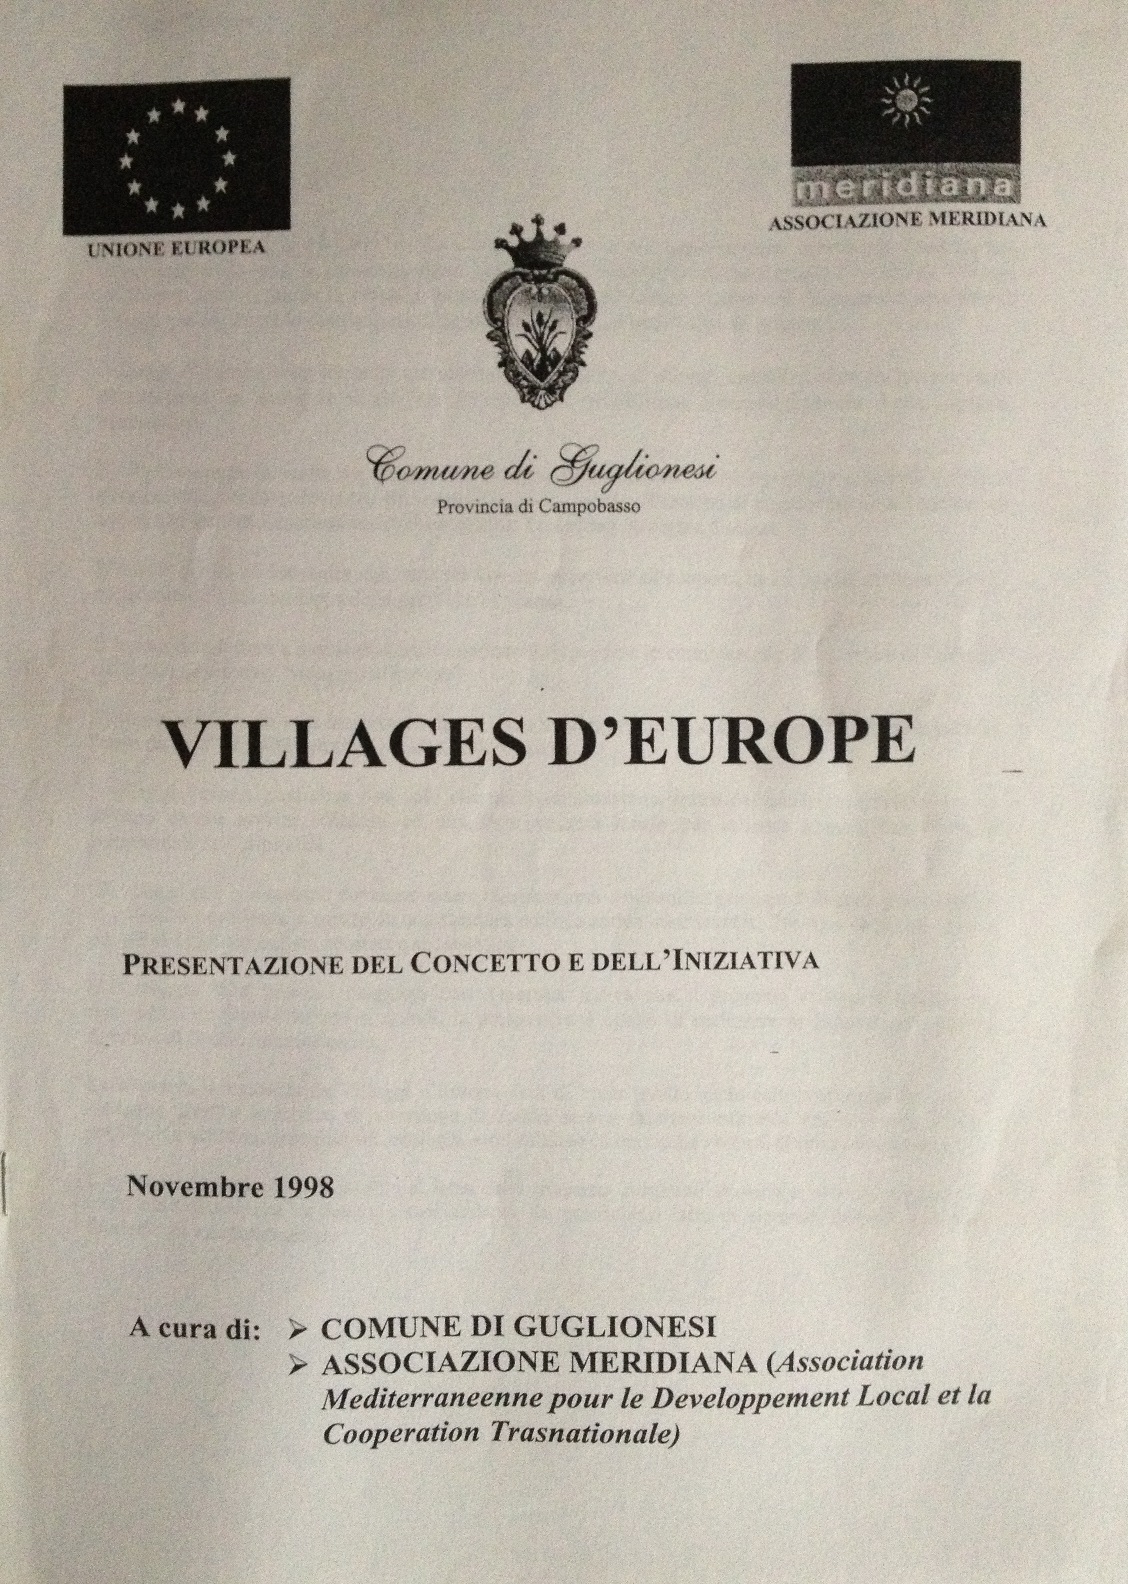 meridiana
ASSOCIAZIONE MERIDIANA
UNIONE EUROPEA
Comune di Guglionesi
Provincia di Campobasso
VILLAGES D’EUROPE
PRESENTAZIONE DEL CONCETTO E DELL’INIZIATIVA
Novembre 1998
A cura di: ➢ COMUNE DI GUGLIONESI
➢ ASSOCIAZIONE MERIDIANA (Association
Mediterraneenne pour le Developpement Local et la
Cooperation Trasnationale)